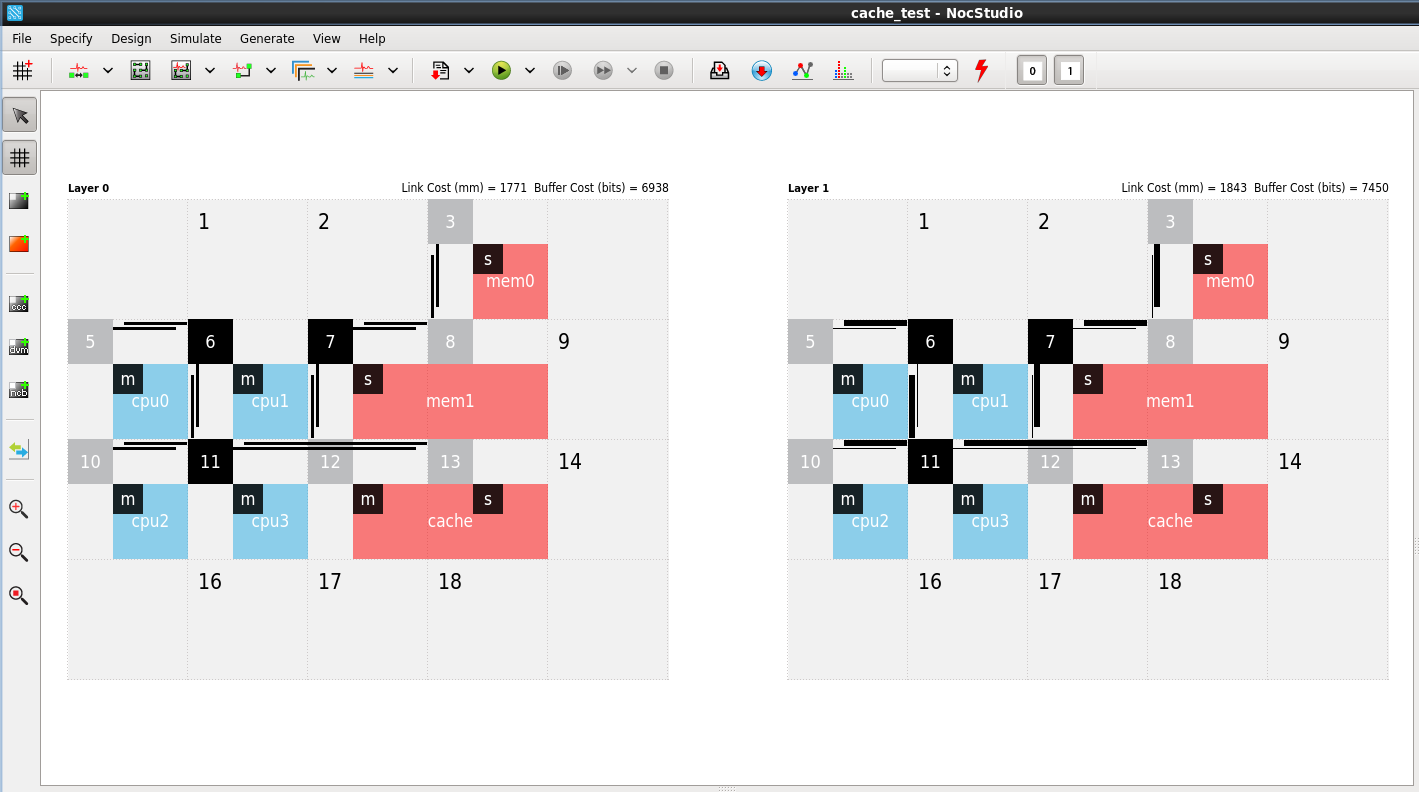 cache_test - NocStudio
File Specify Design Simulate Generate View Help
0 1
Layer 0 Link Cost (mm) = 1771 Buffer Cost (bits) = 6938
1 2 3
s
mem0
5 6 7 8 9
m m s
cpu0 cpu1 mem1
10 11 12 13 14
m m m s
cpu2 cpu3 cache
16 17 18
Layer 1 Link Cost (mm) = 1843 Buffer Cost (bits) = 7450
1 2 3
s
mem0
5 6 7 8 9
m m s
cpu0 cpu1 mem1
10 11 12 13 14
m m m s
cpu2 cpu3 cache
16 17 18
ccc
dvm
ncb